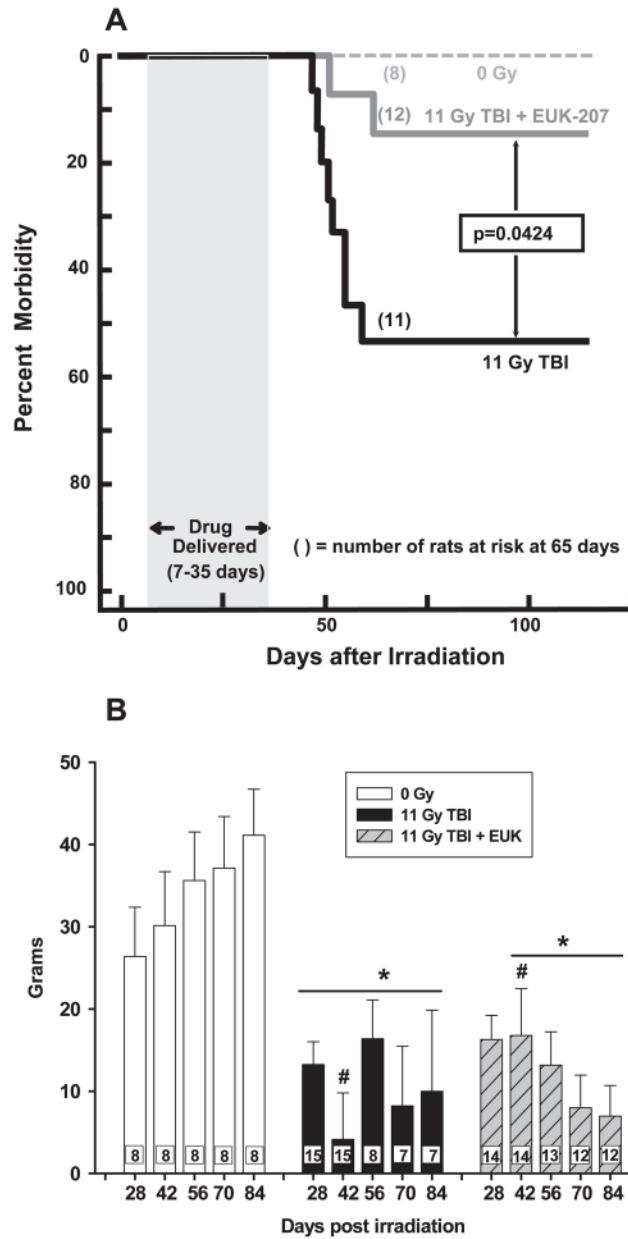 A
0
20
40
60
80
100
Percent Morbidity
(8) 0 Gy
(12) 11 Gy TBI + EUK-207
p=0.0424
(11)
11 Gy TBI
Drug
Delivered
(7-35 days)
( ) = number of rats at risk at 65 days
0 50 100
Days after Irradiation
B
50
40
30
20
10
0
Grams
0 Gy
11 Gy TBI
11 Gy TBI + EUK
* *
# #
8 8 8 8 8 15 15 8 7 7 14 14 13 12 12
28 42 56 70 84 28 42 56 70 84 28 42 56 70 84
Days post irradiation